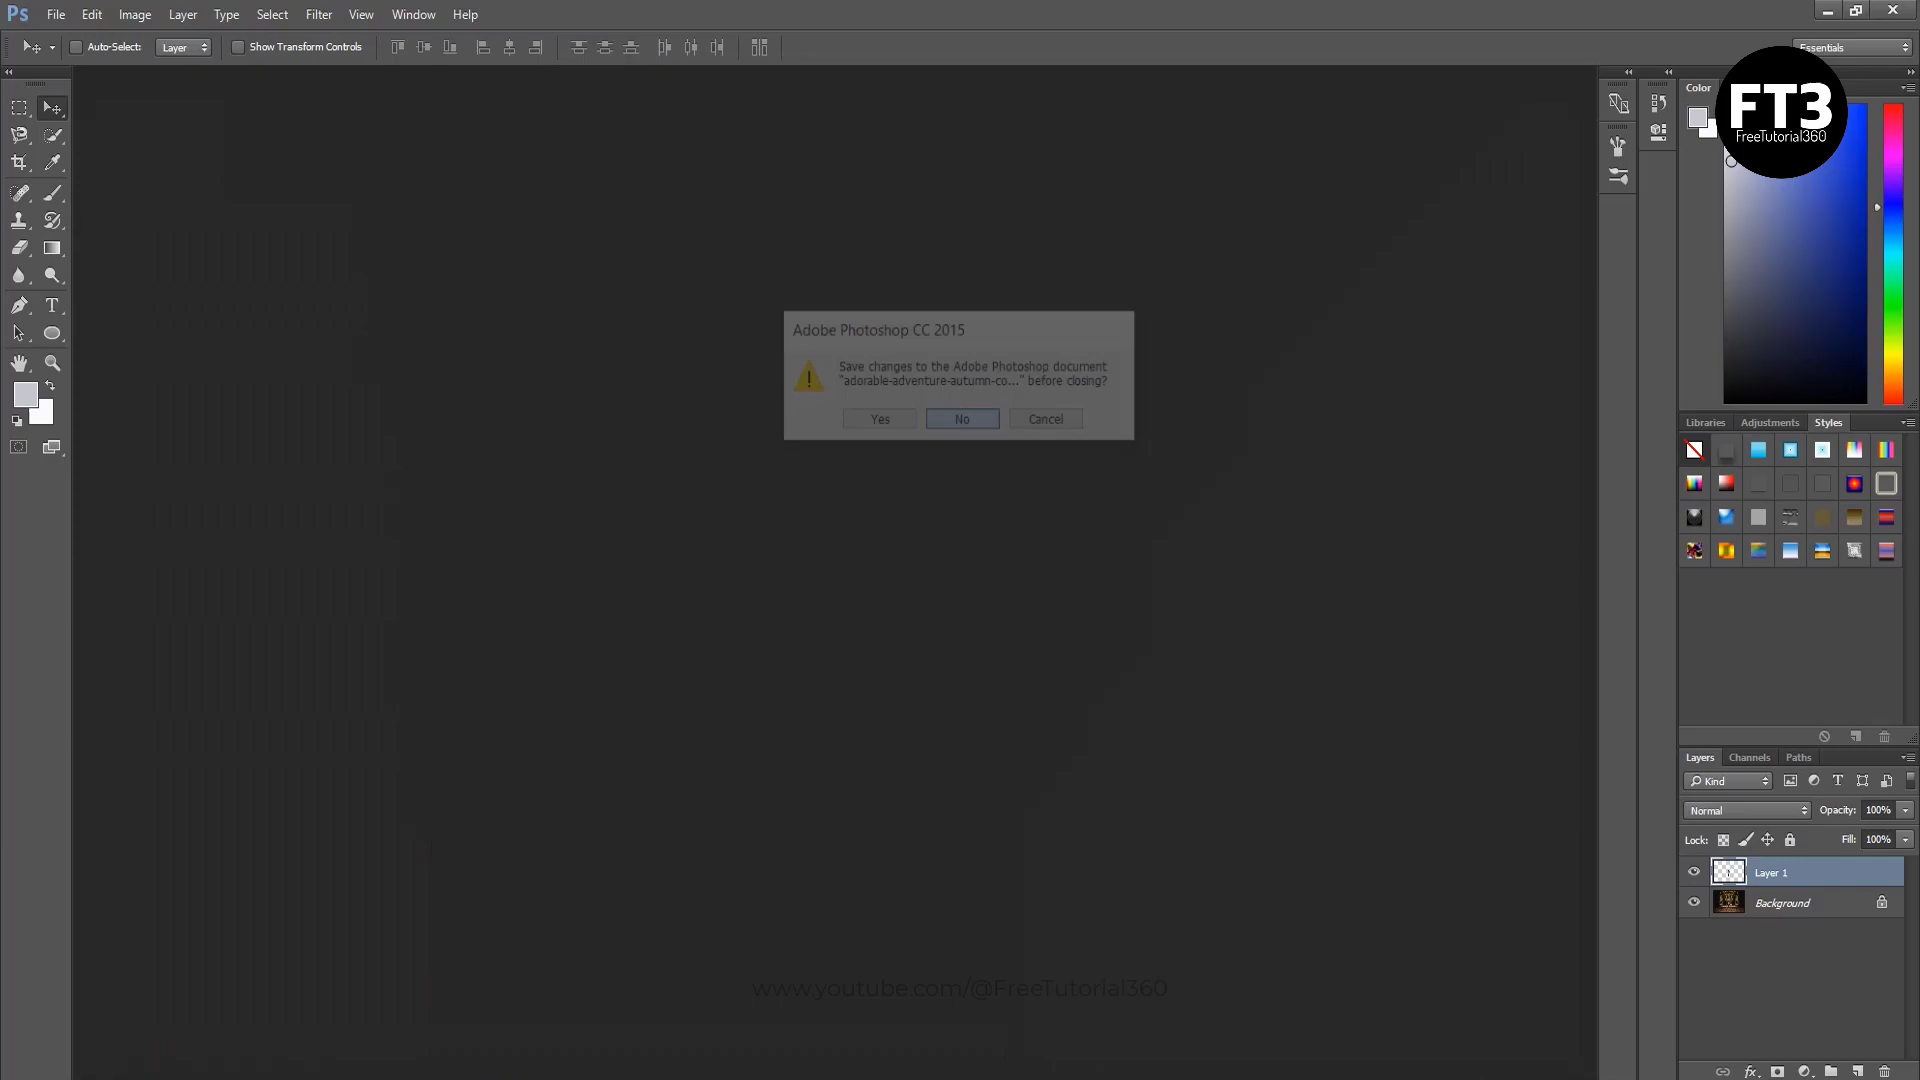 Ps File Edit Image Layer Type Select Filter View Window Help
Auto-Select: Layer Show Transform Controls Essentials
Color
FT3
FreeTutorial360
Adobe Photoshop CC 2015
Save changes to the Adobe Photoshop document
"adorable-adventure-autumn-co..." before closing?
Yes No Cancel
Libraries Adjustments Styles
Layers Channels Paths
Kind
Normal Opacity: 100%
Lock: Fill: 100%
Layer 1
Background
www.youtube.com/@FreeTutorial360